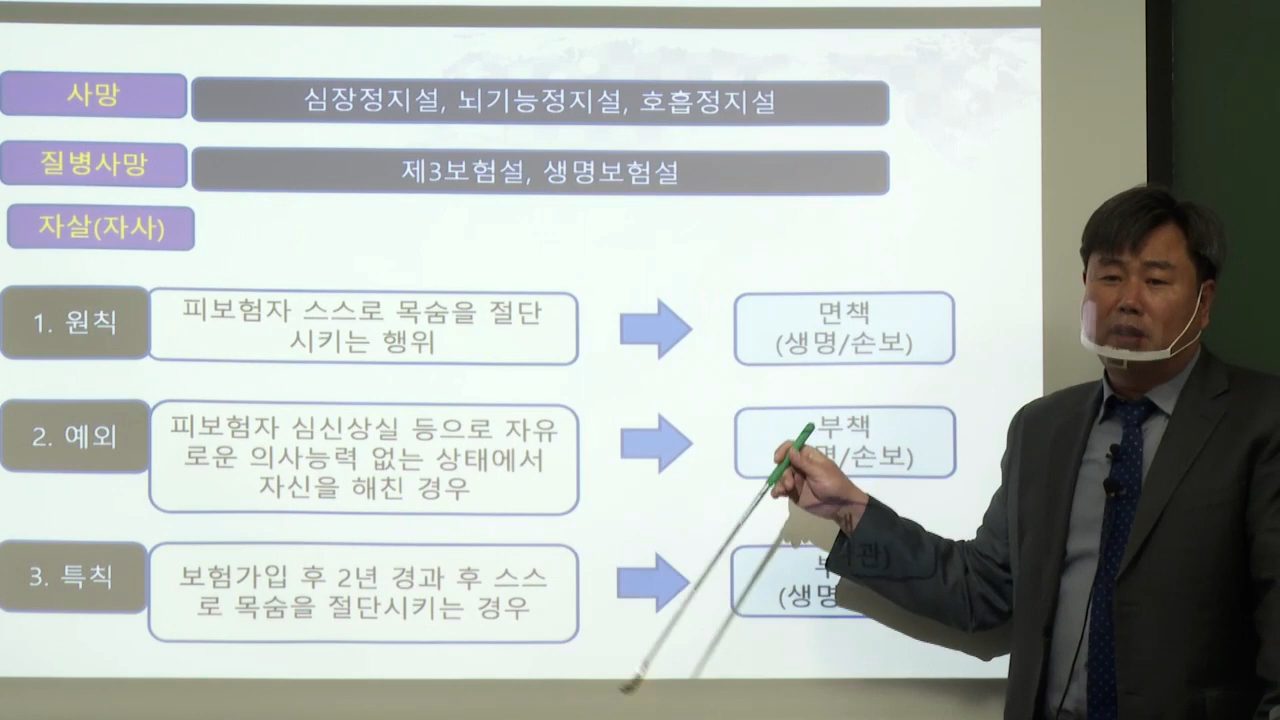 사망
심장정지설, 뇌기능정지설, 호흡정지설
질병사망
제3보험설, 생명보험설
자살(자사)
1. 원칙
피보험자 스스로 목숨을 절단
시키는 행위
면책
(생명/손보)
2. 예외
피보험자 심신상실 등으로 자유
로운 의사능력 없는 상태에서
자신을 해친 경우
부책
명/손보)
3. 특칙
보험가입 후 2년 경과 후 스스
로 목숨을 절단시키는 경우
(생명
관)